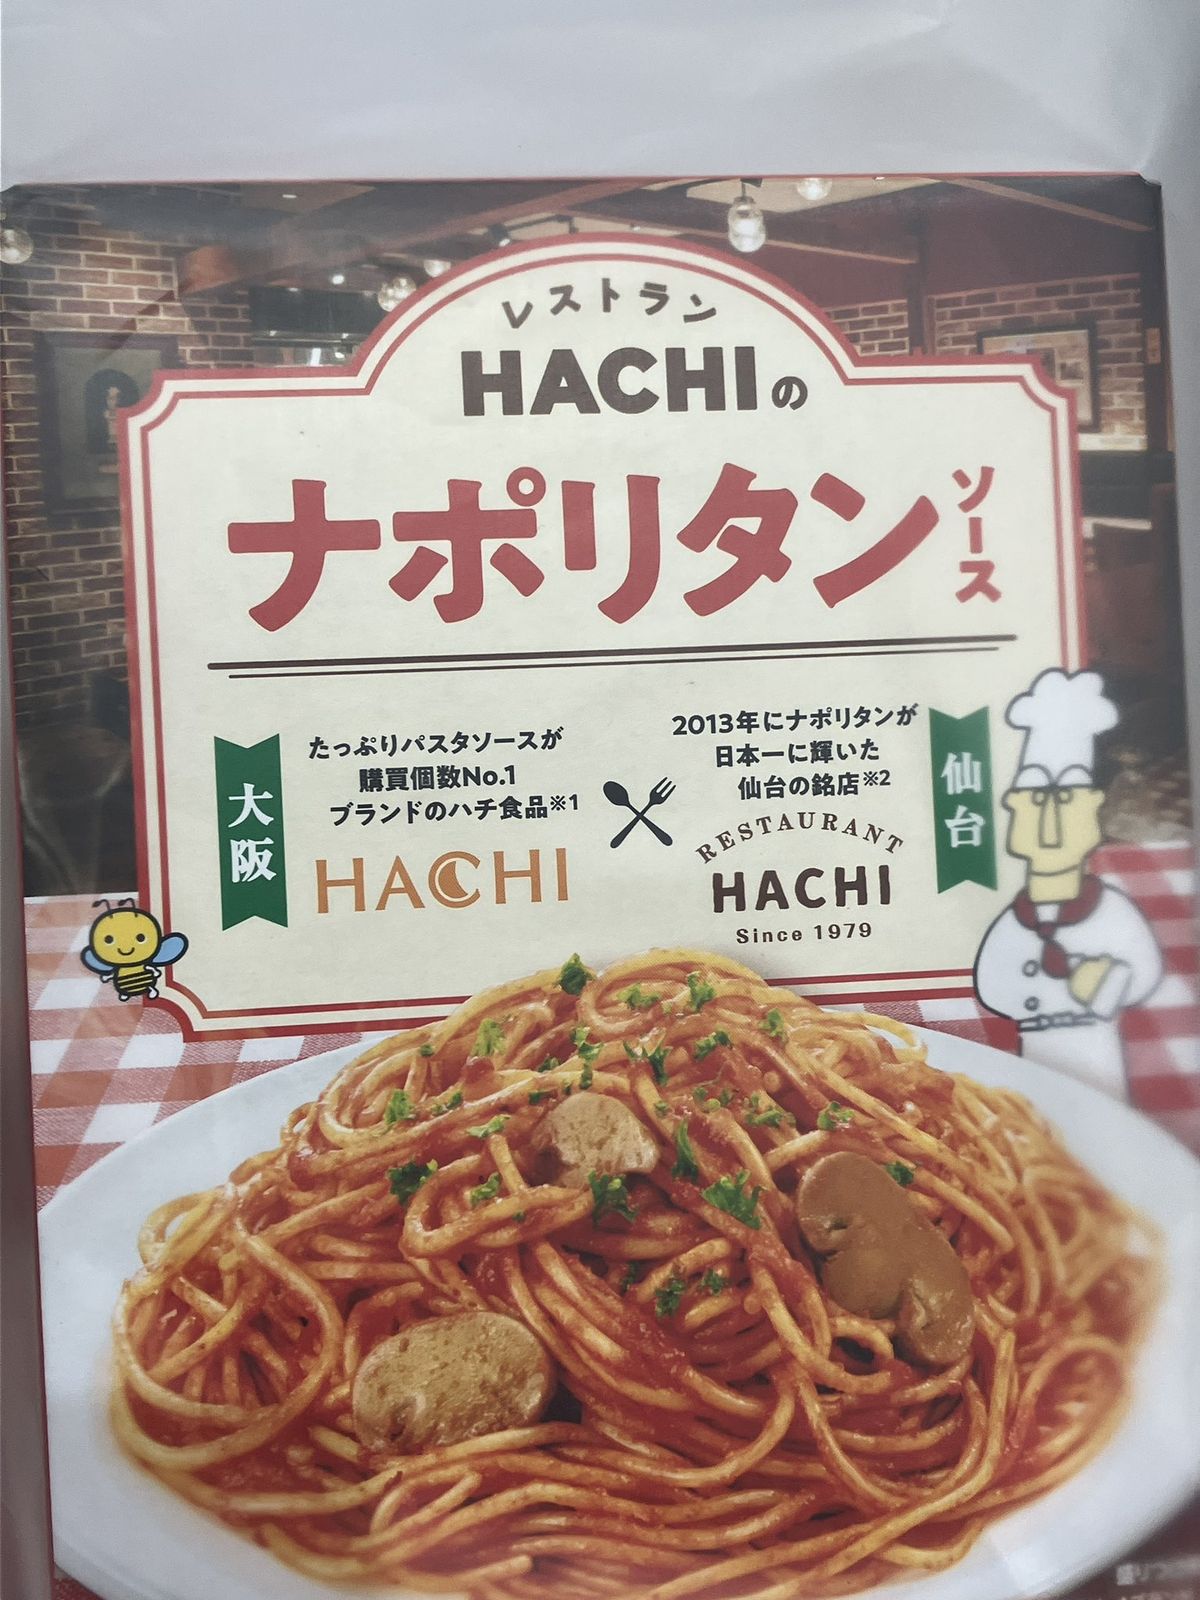 レストラン
HACHIの
ナポリタンソース
大阪
たっぷりパスタソースが
購買個数No.1
ブランドのハチ食品※1
HACHI
2013年にナポリタンが
日本一に輝いた
仙台の銘店※2
RESTAURANT
HACHI
Since 1979
仙台